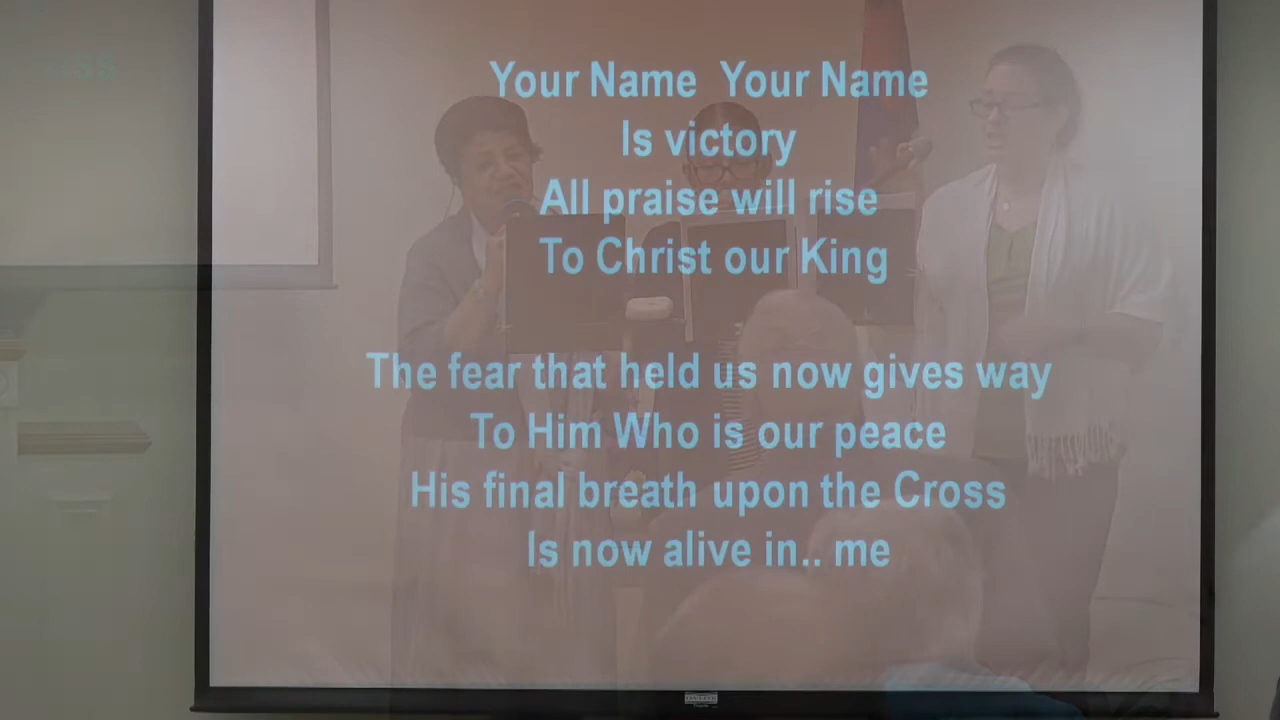 Your Name Your Name
Is victory
All praise will rise
To Christ our King
The fear that held us now gives way
To Him Who is our peace
His final breath upon the Cross
Is now alive in.. me